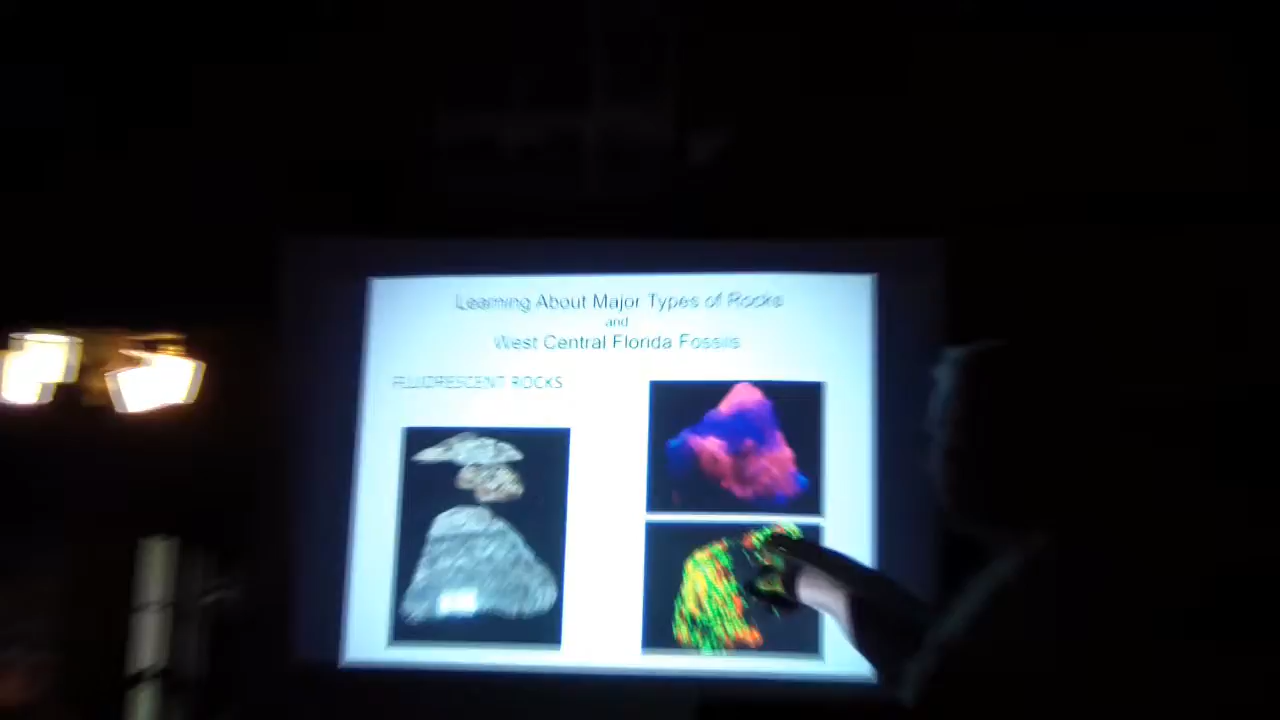 Learning About Major Types of Rocks
and
West Central Florida Fossils
FLUORESCENT ROCKS